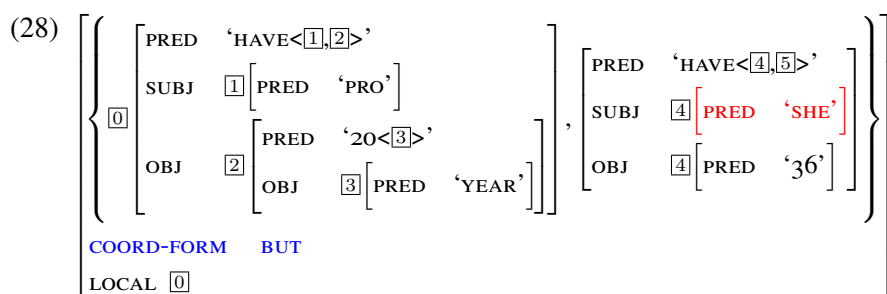 (28)
PRED ‘HAVE<1,2>’
SUBJ 1 [PRED ‘PRO’]
0
OBJ 2 [PRED ‘20<3>’
OBJ 3 [PRED ‘YEAR’]]
,
PRED ‘HAVE<4,5>’
SUBJ 4 [PRED ‘SHE’]
OBJ 4 [PRED ‘36’]
COORD-FORM BUT
LOCAL 0